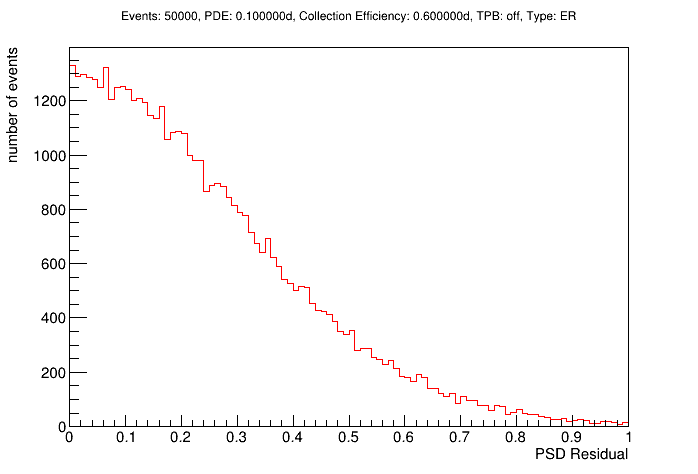 Events: 50000, PDE: 0.100000d, Collection Efficiency: 0.600000d, TPB: off, Type: ER
number of events
1200
1000
800
600
400
200
0
0 0.1 0.2 0.3 0.4 0.5 0.6 0.7 0.8 0.9 1
PSD Residual